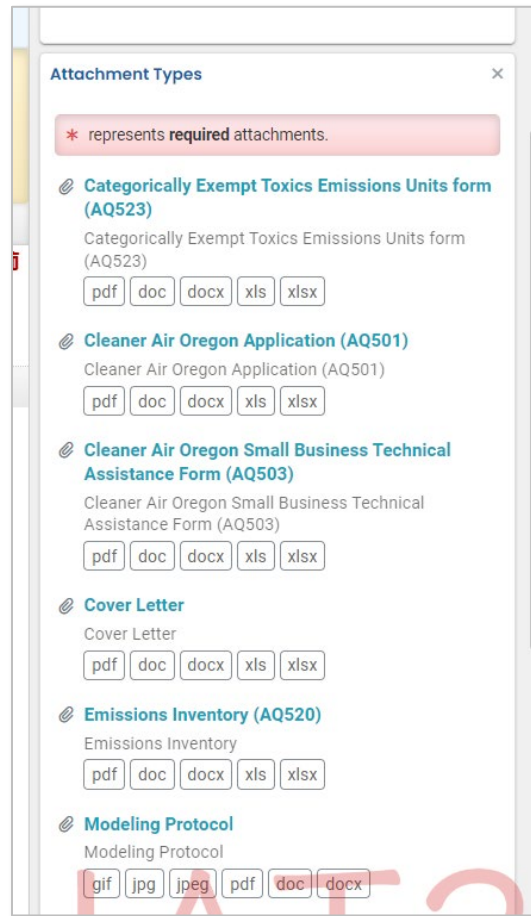 Attachment Types ×
* represents required attachments.
Categorically Exempt Toxics Emissions Units form
(AQ523)
Categorically Exempt Toxics Emissions Units form
(AQ523)
pdf doc docx xls xlsx
Cleaner Air Oregon Application (AQ501)
Cleaner Air Oregon Application (AQ501)
pdf doc docx xls xlsx
Cleaner Air Oregon Small Business Technical
Assistance Form (AQ503)
Cleaner Air Oregon Small Business Technical
Assistance Form (AQ503)
pdf doc docx xls xlsx
Cover Letter
Cover Letter
pdf doc docx xls xlsx
Emissions Inventory (AQ520)
Emissions Inventory
pdf doc docx xls xlsx
Modeling Protocol
Modeling Protocol
gif jpg jpeg pdf doc docx